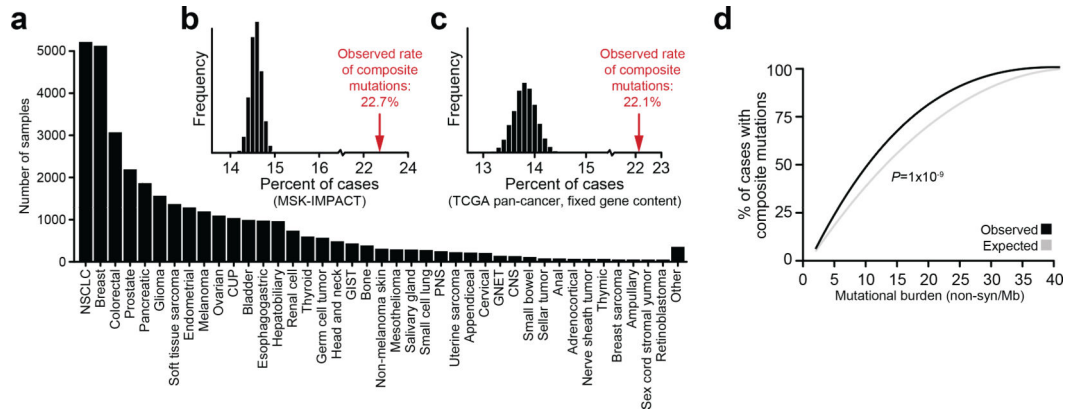 a
Number of samples
5000
4000
3000
2000
1000
0
NSCLC
Breast
Colorectal
Prostate
Pancreatic
Glioma
Soft tissue sarcoma
Endometrial
Melanoma
Ovarian
CUP
Bladder
Esophagogastric
Hepatobiliary
Renal cell
Thyroid
Germ cell tumor
Head and neck
GIST
Bone
Non-melanoma skin
Mesothelioma
Salivary gland
Small cell lung
PNS
Uterine sarcoma
Appendiceal
Cervical
GNET
CNS
Small bowel
Sellar tumor
Anal
Adrenocortical
Nerve sheath tumor
Thymic
Breast sarcoma
Ampullary
Sex cord stromal yumor
Retinoblastoma
Other
b
Frequency
Observed rate
of composite
mutations:
22.7%
14 15 16 22 24
Percent of cases
(MSK-IMPACT)
c
Frequency
Observed rate
of composite
mutations:
22.1%
13 14 15 22 23
Percent of cases
(TCGA pan-cancer, fixed gene content)
d
% of cases with
composite mutations
100
75
50
25
P=1x10⁻⁹
Observed
Expected
0 5 10 15 20 25 30 35 40
Mutational burden (non-syn/Mb)